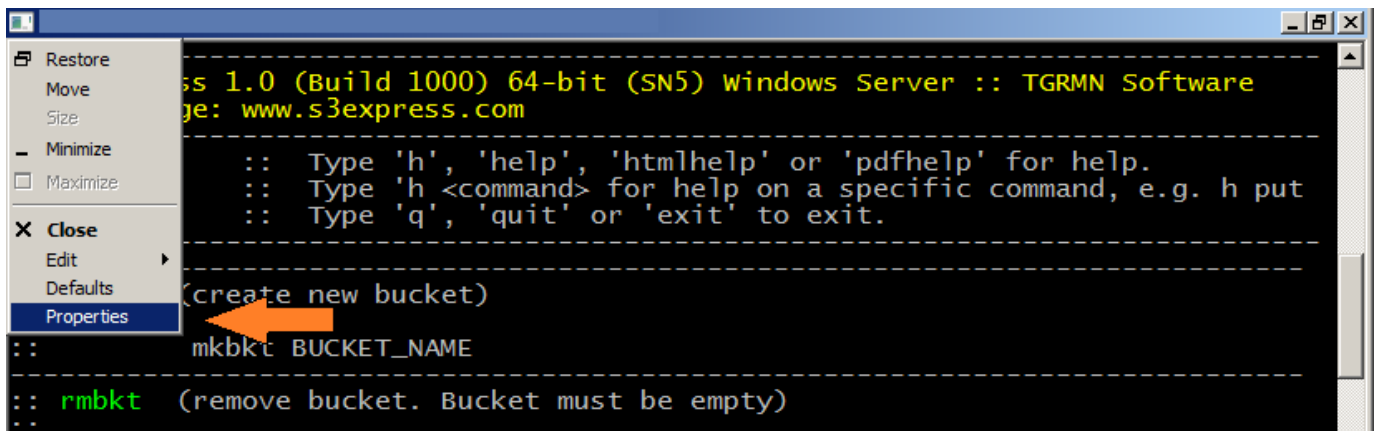 Restore
Move
Size
Minimize
Maximize
Close
Edit
Defaults
Properties
ss 1.0 (Build 1000) 64-bit (SN5) Windows Server :: TGRMN Software
ge: www.s3express.com
:: Type 'h', 'help', 'htmlhelp' or 'pdfhelp' for help.
:: Type 'h <command> for help on a specific command, e.g. h put
:: Type 'q', 'quit' or 'exit' to exit.
(create new bucket)
:: mkbkt BUCKET_NAME
:: rmbkt (remove bucket. Bucket must be empty)